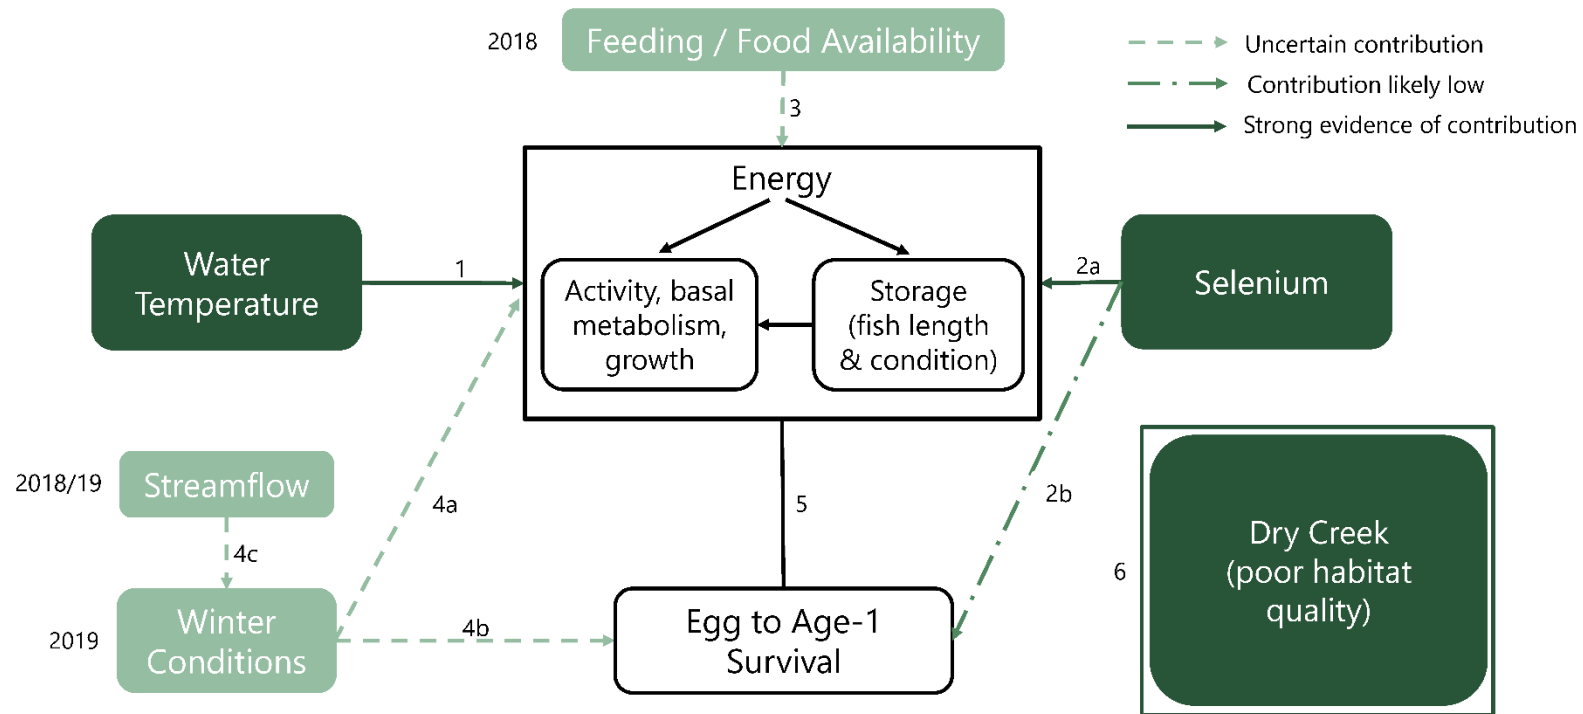 2018
Feeding / Food Availability
Uncertain contribution
Contribution likely low
Strong evidence of contribution
3
Energy
Water
Temperature
1
Activity, basal
metabolism,
growth
Storage
(fish length
& condition)
2a
Selenium
2018/19
Streamflow
4a
5
2b
4c
Dry Creek
(poor habitat
quality)
6
2019
Winter
Conditions
4b
Egg to Age-1
Survival